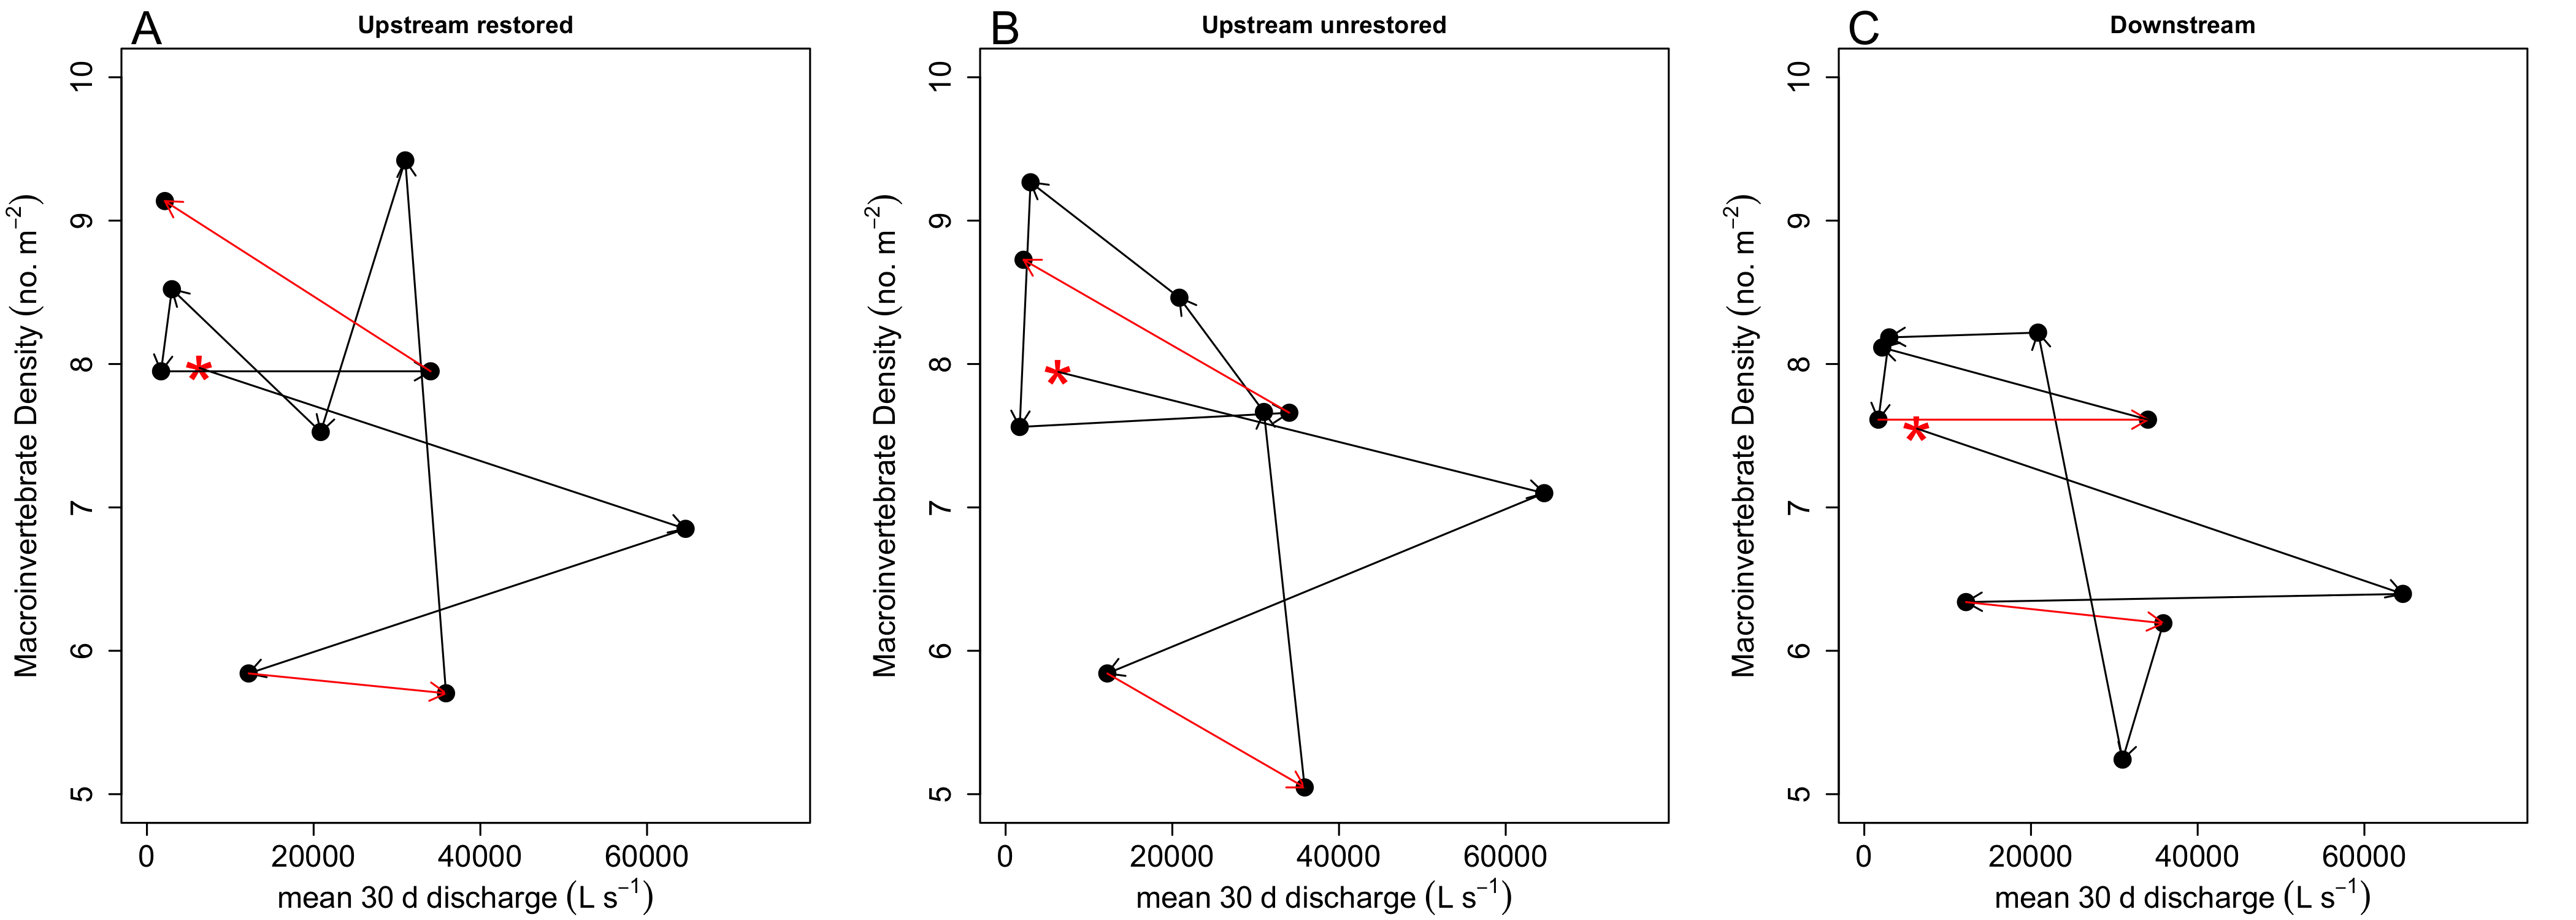 A
Upstream restored
10
9
8
7
6
5
Macroinvertebrate Density (no. m⁻²)
*
0 20000 40000 60000
mean 30 d discharge (L s⁻¹)
B
Upstream unrestored
10
9
8
7
6
5
Macroinvertebrate Density (no. m⁻²)
*
0 20000 40000 60000
mean 30 d discharge (L s⁻¹)
C
Downstream
10
9
8
7
6
5
Macroinvertebrate Density (no. m⁻²)
*
0 20000 40000 60000
mean 30 d discharge (L s⁻¹)